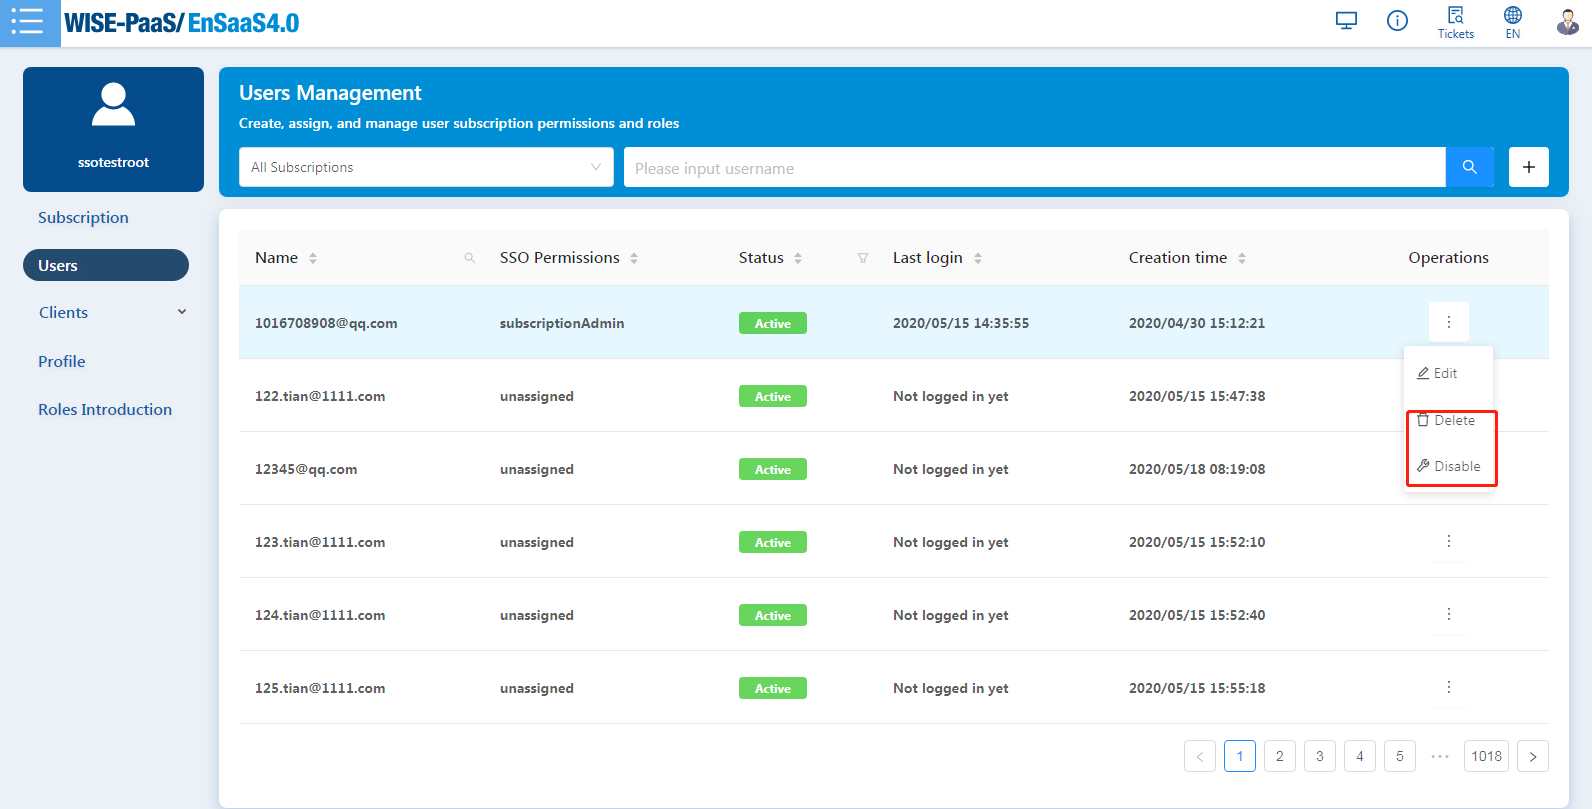 WISE-PaaS/ EnSaaS4.0
Tickets
EN
ssotestroot
Subscription
Users
Clients
Profile
Roles Introduction
Users Management
Create, assign, and manage user subscription permissions and roles
All Subscriptions
Please input username
Name SSO Permissions Status Last login Creation time Operations
1016708908@qq.com subscriptionAdmin Active 2020/05/15 14:35:55 2020/04/30 15:12:21
Edit
Delete
Disable
122.tian@1111.com unassigned Active Not logged in yet 2020/05/15 15:47:38
12345@qq.com unassigned Active Not logged in yet 2020/05/18 08:19:08
123.tian@1111.com unassigned Active Not logged in yet 2020/05/15 15:52:10
124.tian@1111.com unassigned Active Not logged in yet 2020/05/15 15:52:40
125.tian@1111.com unassigned Active Not logged in yet 2020/05/15 15:55:18
< 1 2 3 4 5 ••• 1018 >